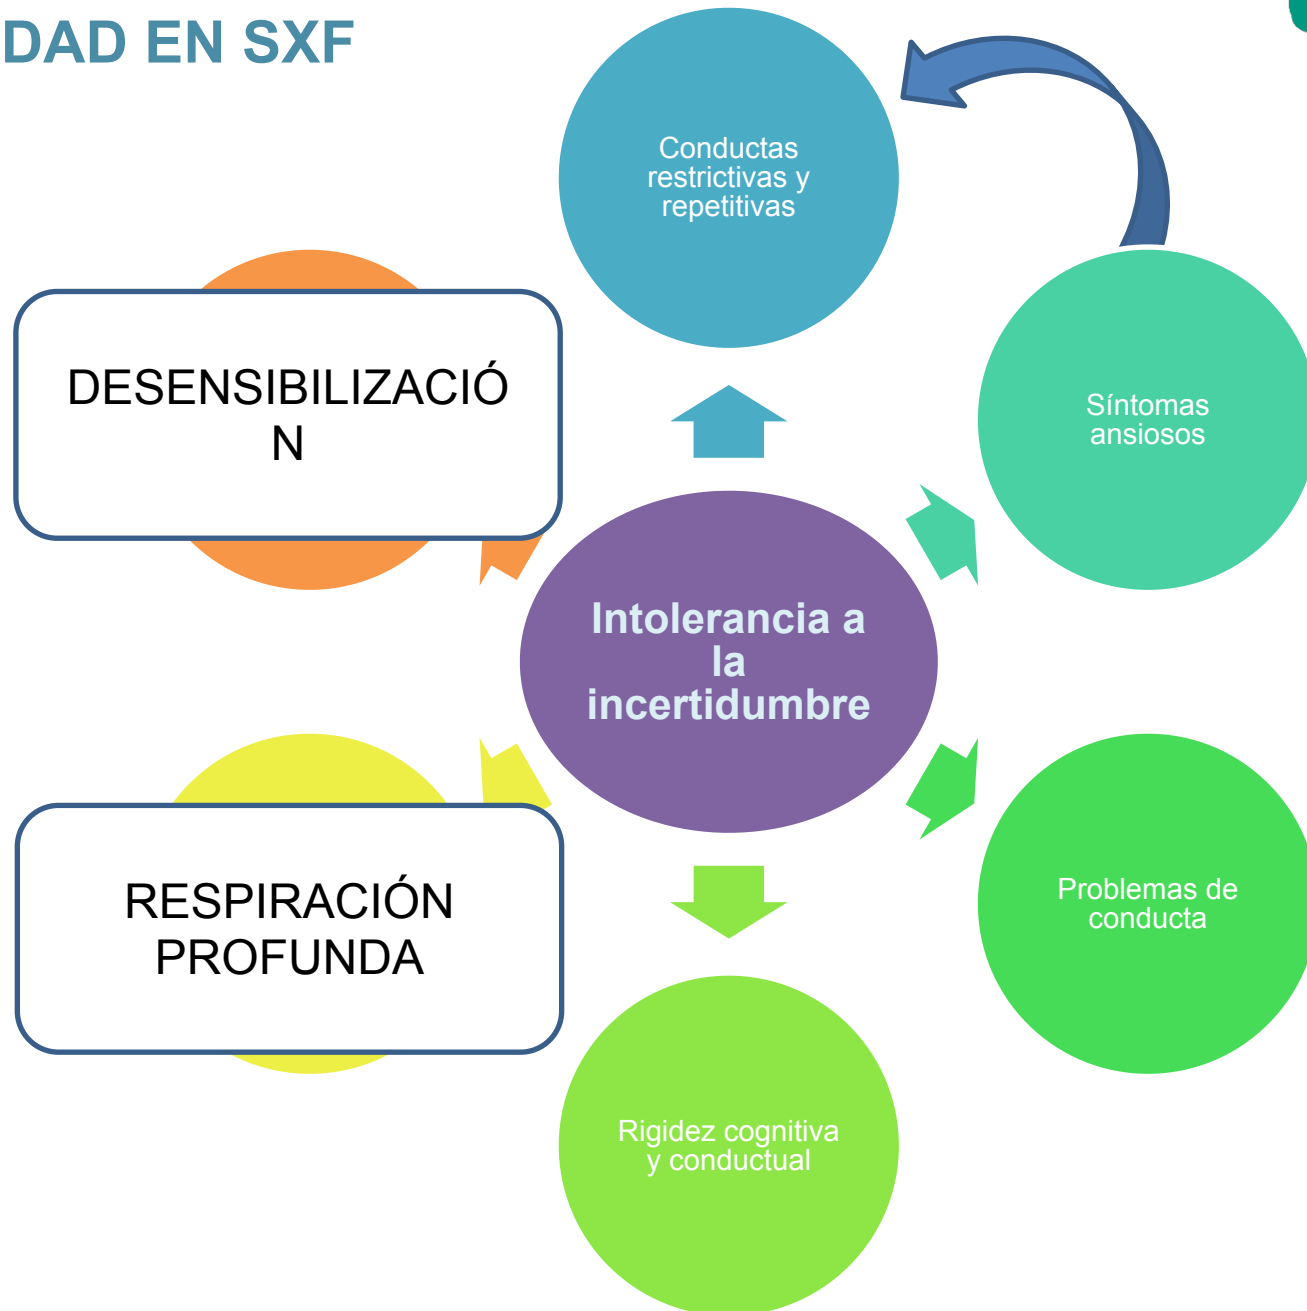 DAD EN SXF
Conductas
restrictivas y
repetitivas
DESENSIBILIZACIÓ
N
Síntomas
ansiosos
Intolerancia a
la
incertidumbre
RESPIRACIÓN
PROFUNDA
Problemas de
conducta
Rigidez cognitiva
y conductual